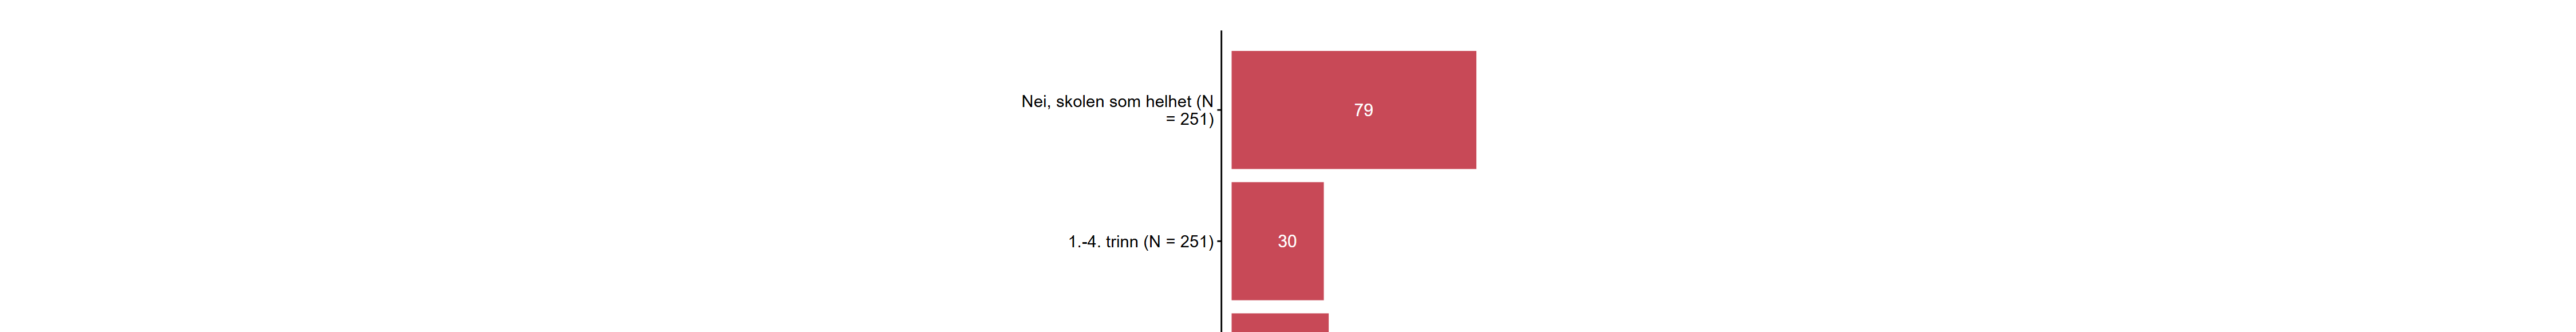 Nei, skolen som helhet (N
= 251)
79
1.-4. trinn (N = 251)
30